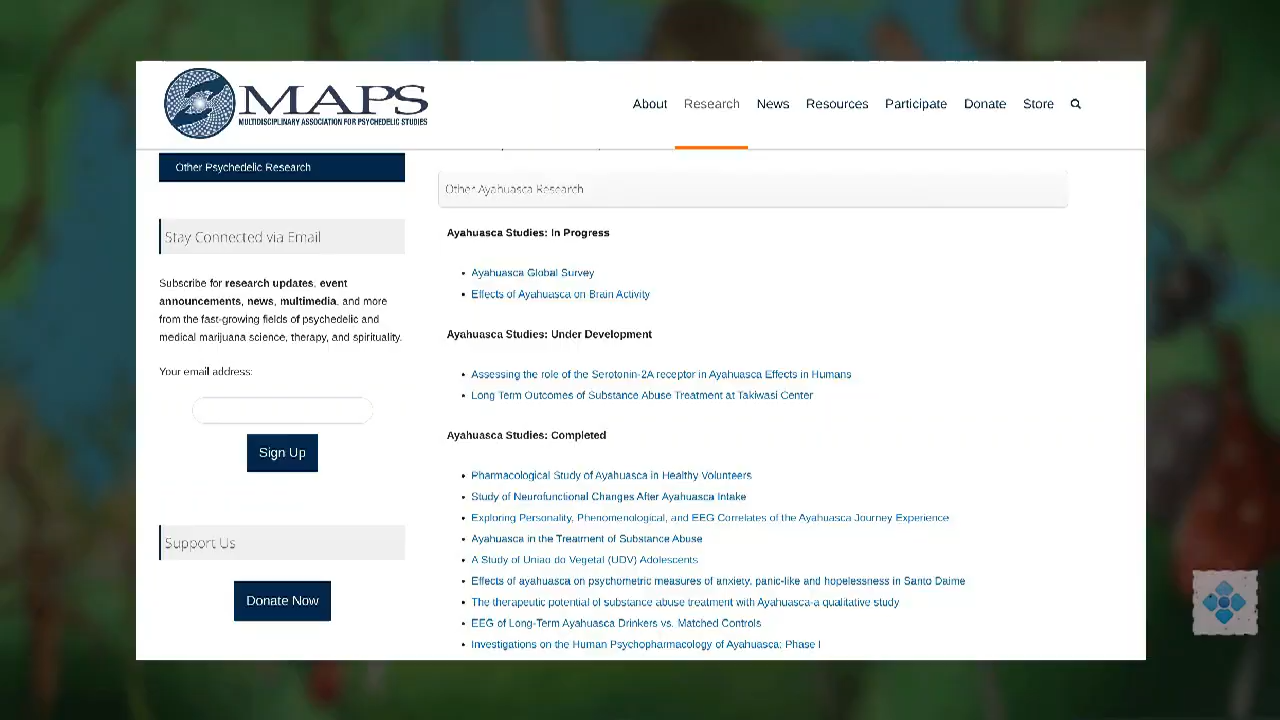 MAPS
MULTIDISCIPLINARY ASSOCIATION FOR PSYCHEDELIC STUDIES
About Research News Resources Participate Donate Store
Other Psychedelic Research
Stay Connected via Email
Subscribe for research updates, event
announcements, news, multimedia, and more
from the fast-growing fields of psychedelic and
medical marijuana science, therapy, and spirituality.
Your email address:
Sign Up
Support Us
Donate Now
Other Ayahuasca Research
Ayahuasca Studies: In Progress
• Ayahuasca Global Survey
• Effects of Ayahuasca on Brain Activity
Ayahuasca Studies: Under Development
• Assessing the role of the Serotonin-2A receptor in Ayahuasca Effects in Humans
• Long Term Outcomes of Substance Abuse Treatment at Takiwasi Center
Ayahuasca Studies: Completed
• Pharmacological Study of Ayahuasca in Healthy Volunteers
• Study of Neurofunctional Changes After Ayahuasca Intake
• Exploring Personality, Phenomenological, and EEG Correlates of the Ayahuasca Journey Experience
• Ayahuasca in the Treatment of Substance Abuse
• A Study of Uniao do Vegetal (UDV) Adolescents
• Effects of ayahuasca on psychometric measures of anxiety, panic-like and hopelessness in Santo Daime
• The therapeutic potential of substance abuse treatment with Ayahuasca-a qualitative study
• EEG of Long-Term Ayahuasca Drinkers vs. Matched Controls
• Investigations on the Human Psychopharmacology of Ayahuasca: Phase I